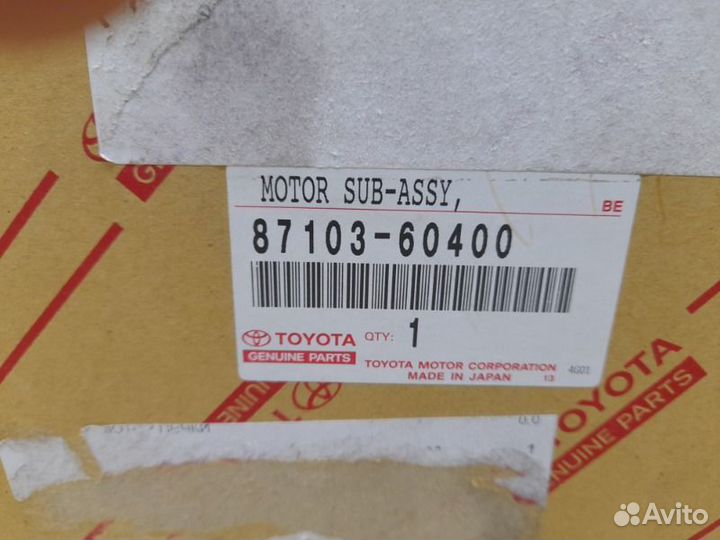 MOTOR SUB-ASSY,
BE
87103-60400
TOYOTA QTY: 1
GENUINE PARTS
TOYOTA MOTOR CORPORATION 4G01
MADE IN JAPAN 13
TOYOTA
GENUINE PARTS
Avito